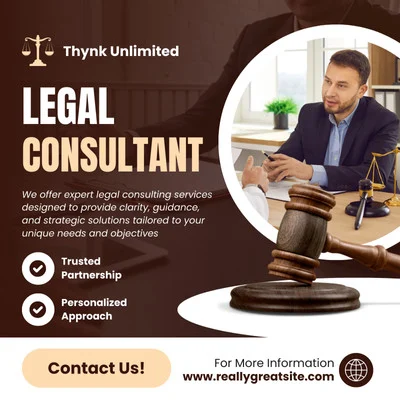 Thynk Unlimited
LEGAL
CONSULTANT
We offer expert legal consulting services
designed to provide clarity, guidance,
and strategic solutions tailored to your
unique needs and objectives
Trusted
Partnership
Personalized
Approach
Contact Us!
For More Information
www.reallygreatsite.com